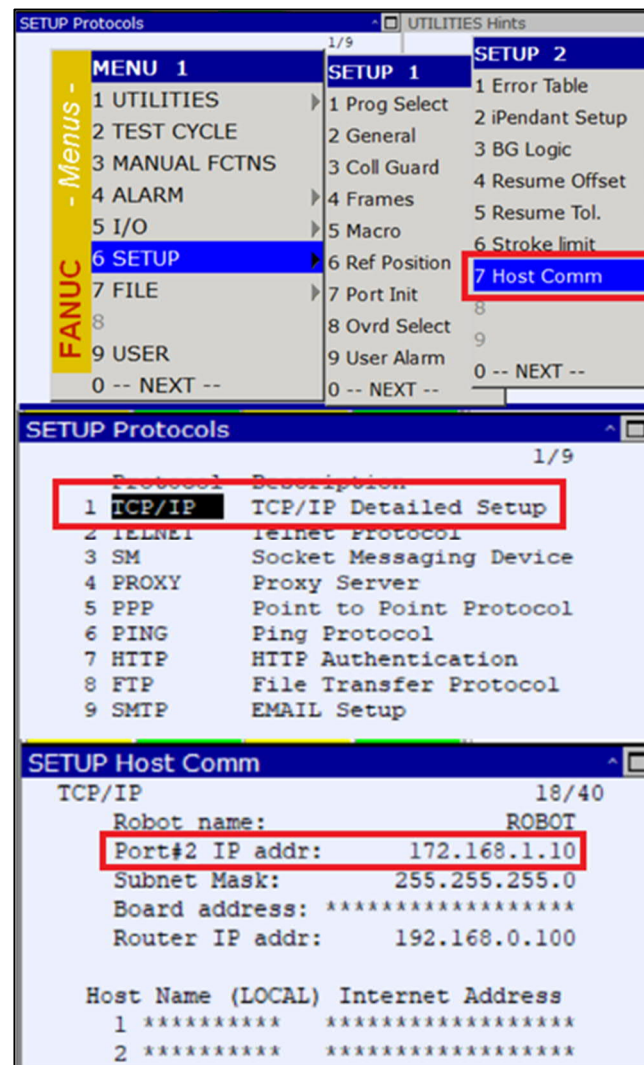 SETUP Protocols
UTILITIES Hints
1/9
FANUC - Menus -
MENU 1
1 UTILITIES
2 TEST CYCLE
3 MANUAL FCTNS
4 ALARM
5 I/O
6 SETUP
7 FILE
8
9 USER
0 -- NEXT --
SETUP 1
1 Prog Select
2 General
3 Coll Guard
4 Frames
5 Macro
6 Ref Position
7 Port Init
8 Ovrd Select
9 User Alarm
0 -- NEXT --
SETUP 2
1 Error Table
2 iPendant Setup
3 BG Logic
4 Resume Offset
5 Resume Tol.
6 Stroke limit
7 Host Comm
8
9
0 -- NEXT --
SETUP Protocols
1/9
Protocol Description
1 TCP/IP TCP/IP Detailed Setup
2 TELNET Telnet Protocol
3 SM Socket Messaging Device
4 PROXY Proxy Server
5 PPP Point to Point Protocol
6 PING Ping Protocol
7 HTTP HTTP Authentication
8 FTP File Transfer Protocol
9 SMTP EMAIL Setup
SETUP Host Comm
TCP/IP 18/40
Robot name: ROBOT
Port#2 IP addr: 172.168.1.10
Subnet Mask: 255.255.255.0
Board address: ******************
Router IP addr: 192.168.0.100
Host Name (LOCAL) Internet Address
1 ********** ******************
2 ********** ******************